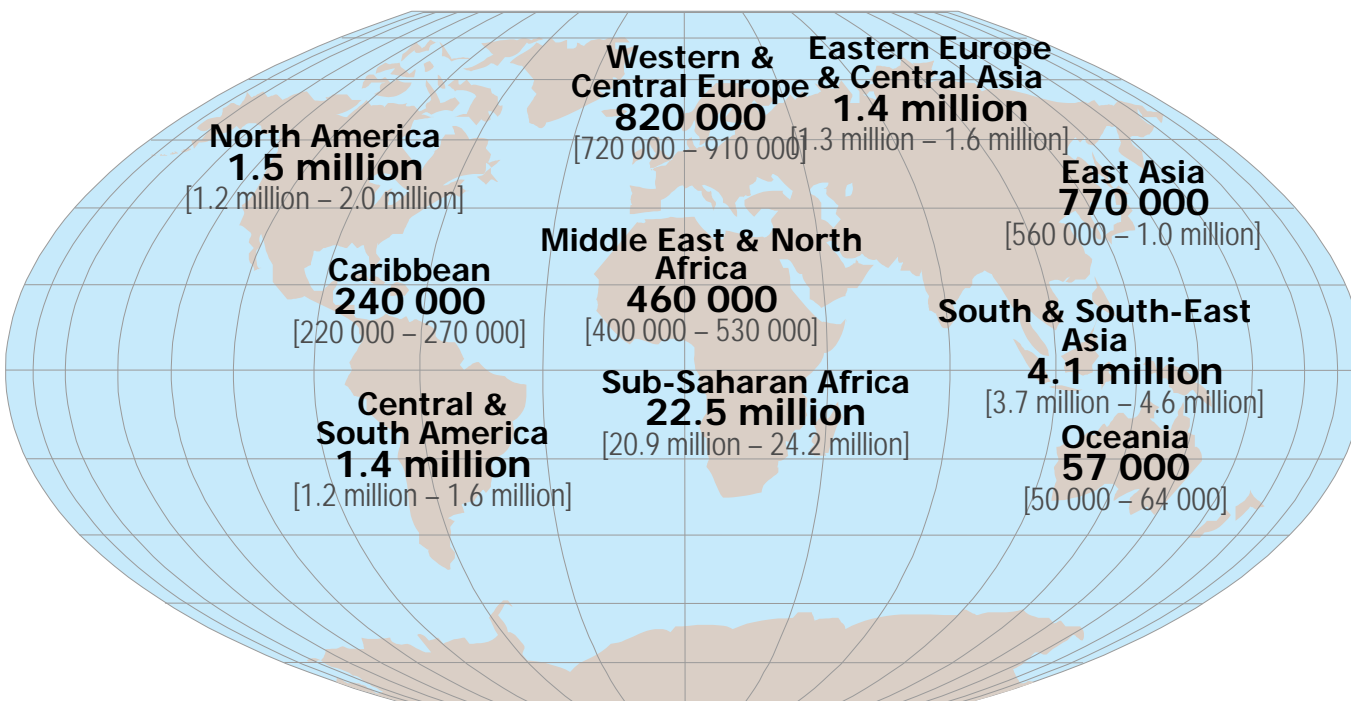 Western &
Central Europe
820 000
[720 000 – 910 000]
Eastern Europe
& Central Asia
1.4 million
[1.3 million – 1.6 million]
North America
1.5 million
[1.2 million – 2.0 million]
East Asia
770 000
[560 000 – 1.0 million]
Middle East & North
Africa
460 000
[400 000 – 530 000]
Caribbean
240 000
[220 000 – 270 000]
South & South-East
Asia
4.1 million
[3.7 million – 4.6 million]
Sub-Saharan Africa
22.5 million
[20.9 million – 24.2 million]
Central &
South America
1.4 million
[1.2 million – 1.6 million]
Oceania
57 000
[50 000 – 64 000]